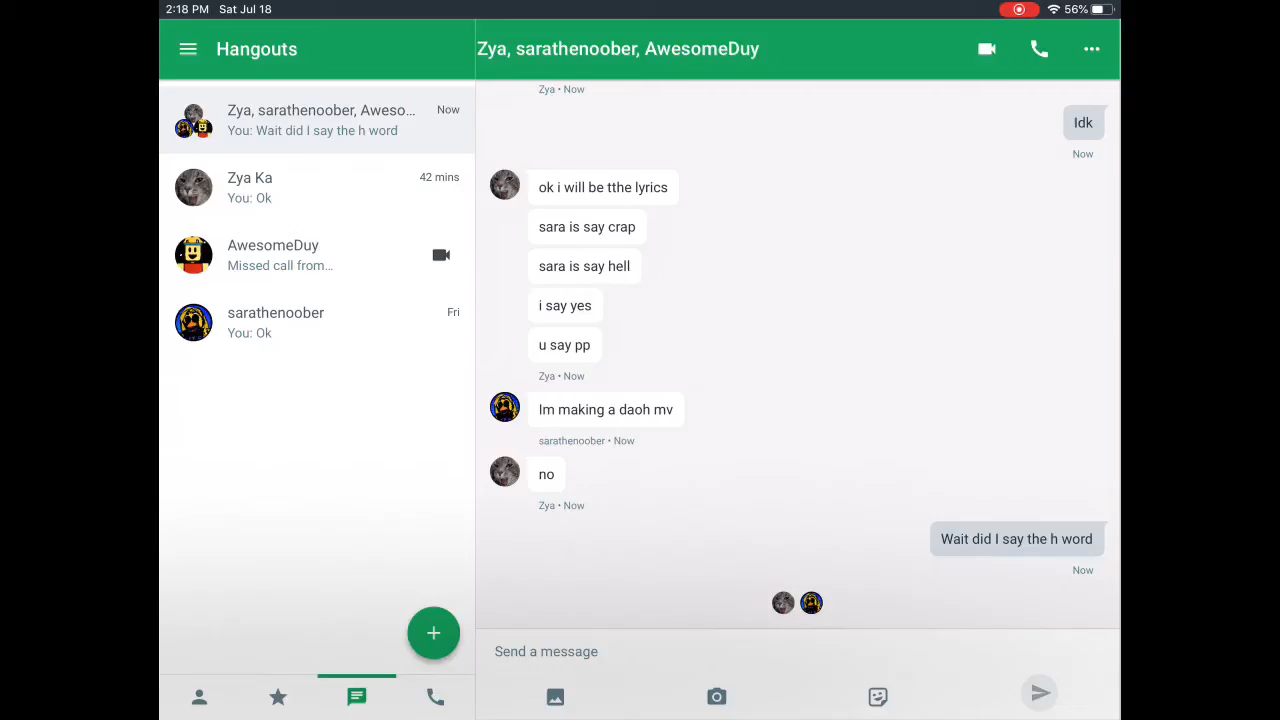 2:18 PM Sat Jul 18
56%
Hangouts
Zya, sarathenoober, AwesomeDuy
Zya, sarathenoober, Aweso...
Now
You: Wait did I say the h word
Zya Ka
42 mins
You: Ok
AwesomeDuy
Missed call from...
sarathenoober
Fri
You: Ok
Zya • Now
Idk
Now
ok i will be tthe lyrics
sara is say crap
sara is say hell
i say yes
u say pp
Zya • Now
Im making a daoh mv
sarathenoober • Now
no
Zya • Now
Wait did I say the h word
Now
Send a message